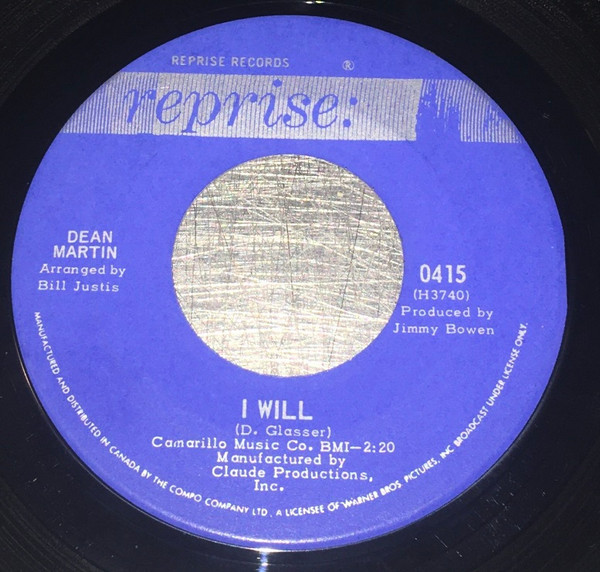 REPRISE RECORDS ®
reprise:
DEAN
MARTIN
Arranged by
Bill Justis
0415
(H3740)
Produced by
Jimmy Bowen
I WILL
(D. Glasser)
Camarillo Music Co. BMI-2:20
Manufactured by
Claude Productions,
Inc.
MANUFACTURED AND DISTRIBUTED IN CANADA BY THE COMPO COMPANY LTD., A LICENSEE OF WARNER BROS. PICTURES, INC BROADCAST UNDER LICENSE ONLY.